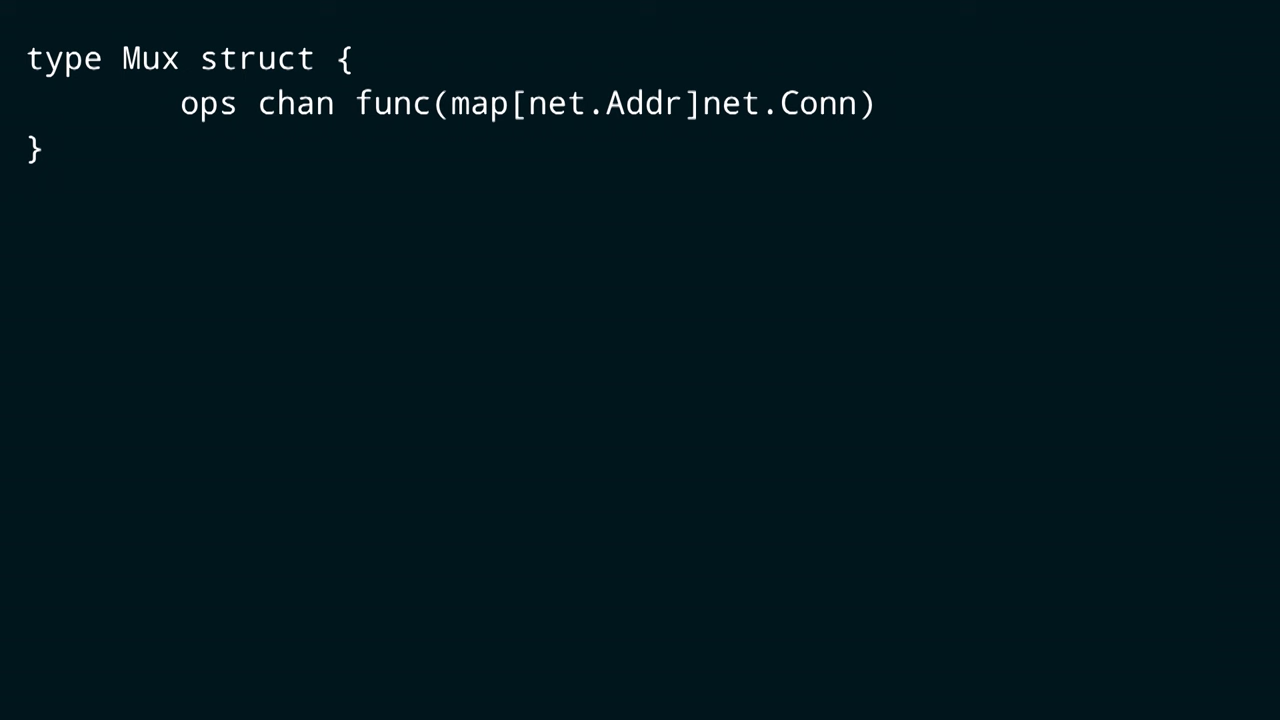 type Mux struct {
        ops chan func(map[net.Addr]net.Conn)
}